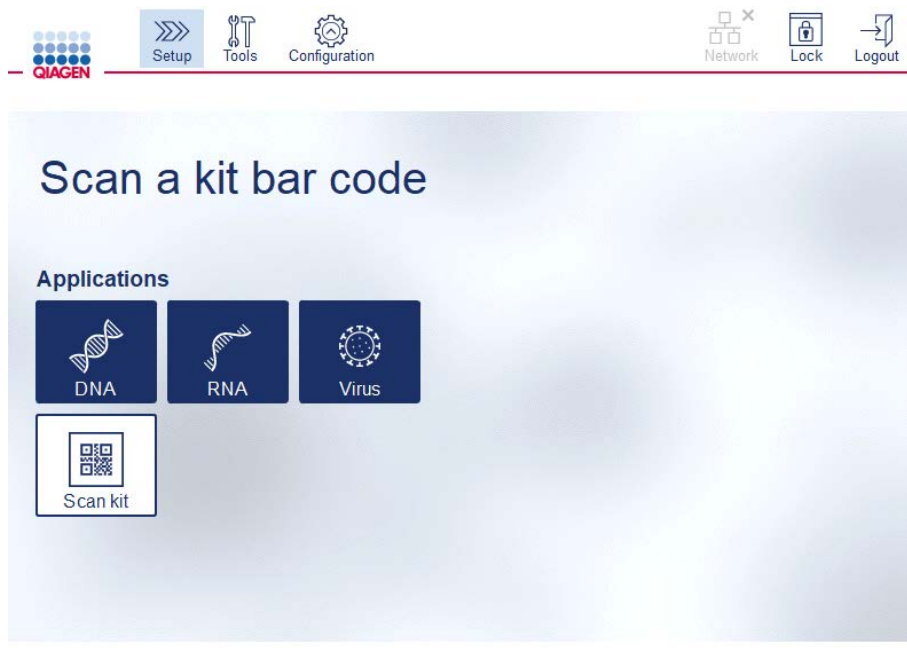 Setup
Tools
Configuration
Network
Lock
Logout
QIAGEN
Scan a kit bar code
Applications
DNA
RNA
Virus
Scan kit